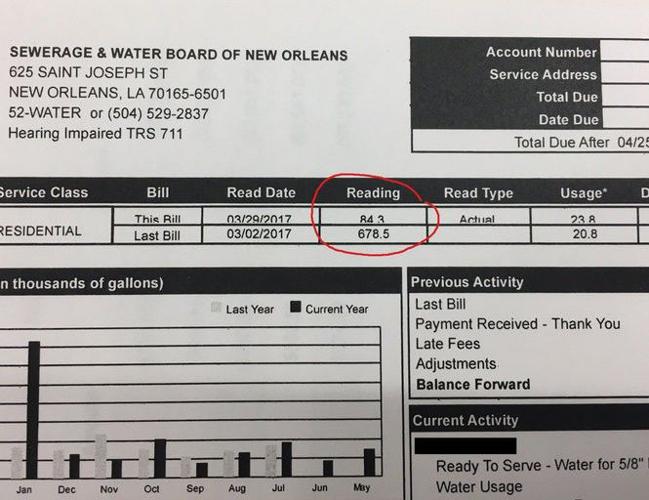 SEWERAGE & WATER BOARD OF NEW ORLEANS
625 SAINT JOSEPH ST
NEW ORLEANS, LA 70165-6501
52-WATER or (504) 529-2837
Hearing Impaired TRS 711
Account Number
Service Address
Total Due
Date Due
Total Due After 04/25
Service Class Bill Read Date Reading Read Type Usage* D
RESIDENTIAL
This Bill 03/29/2017 84.3 Actual 23.8
Last Bill 03/02/2017 678.5 20.8
n thousands of gallons)
Last Year Current Year
Jan Dec Nov Oct Sep Aug Jul Jun May
Previous Activity
Last Bill
Payment Received - Thank You
Late Fees
Adjustments
Balance Forward
Current Activity
Ready To Serve - Water for 5/8"
Water Usage